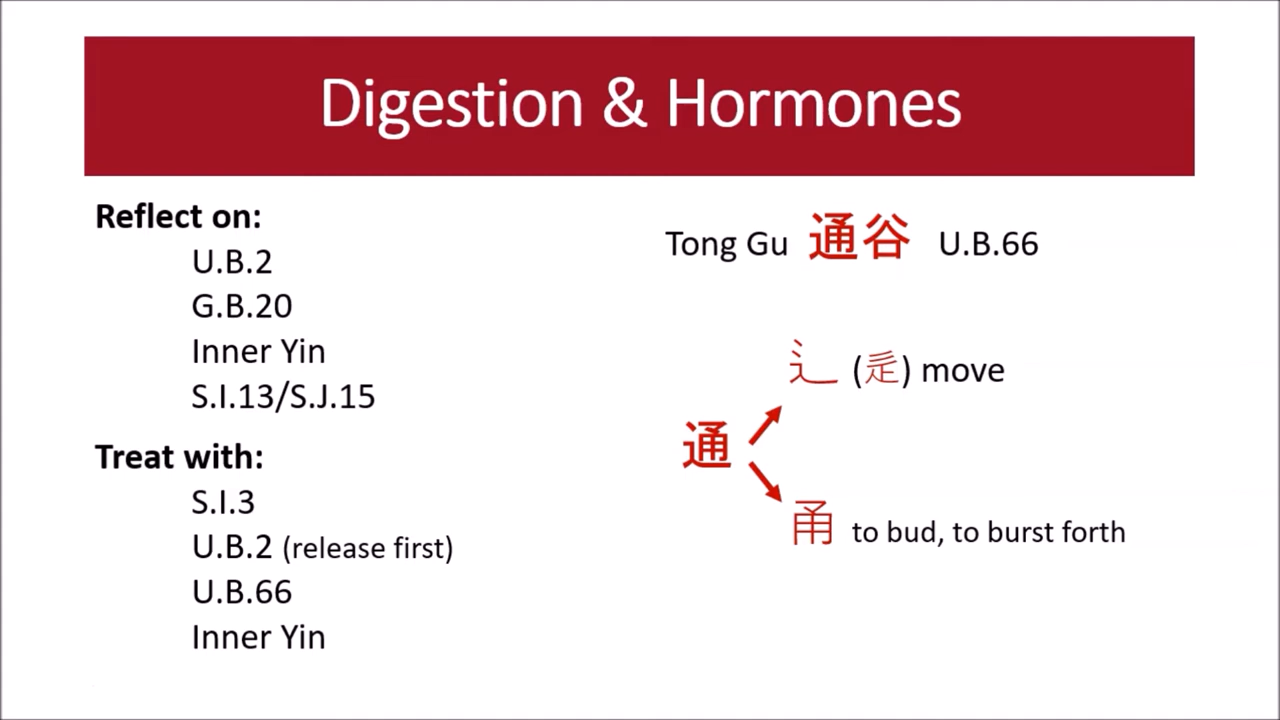 Digestion & Hormones
Reflect on:
U.B.2
G.B.20
Inner Yin
S.I.13/S.J.15
Treat with:
S.I.3
U.B.2 (release first)
U.B.66
Inner Yin
Tong Gu 通谷 U.B.66
辶 (辵) move
通
甬 to bud, to burst forth